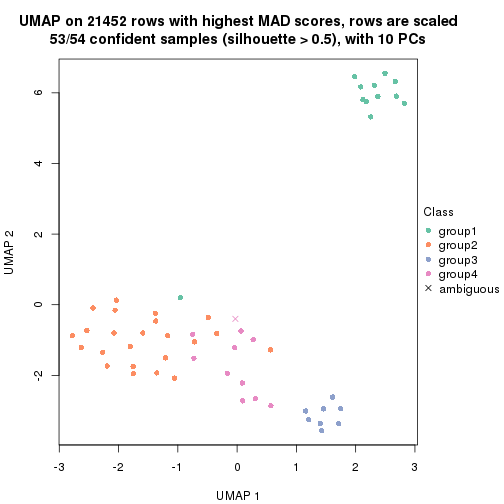 UMAP on 21452 rows with highest MAD scores, rows are scaled
53/54 confident samples (silhouette > 0.5), with 10 PCs
6
4
2
0
-2
UMAP 2
-3
-2
-1
0
1
2
3
UMAP 1
Class
group1
group2
group3
group4
ambiguous